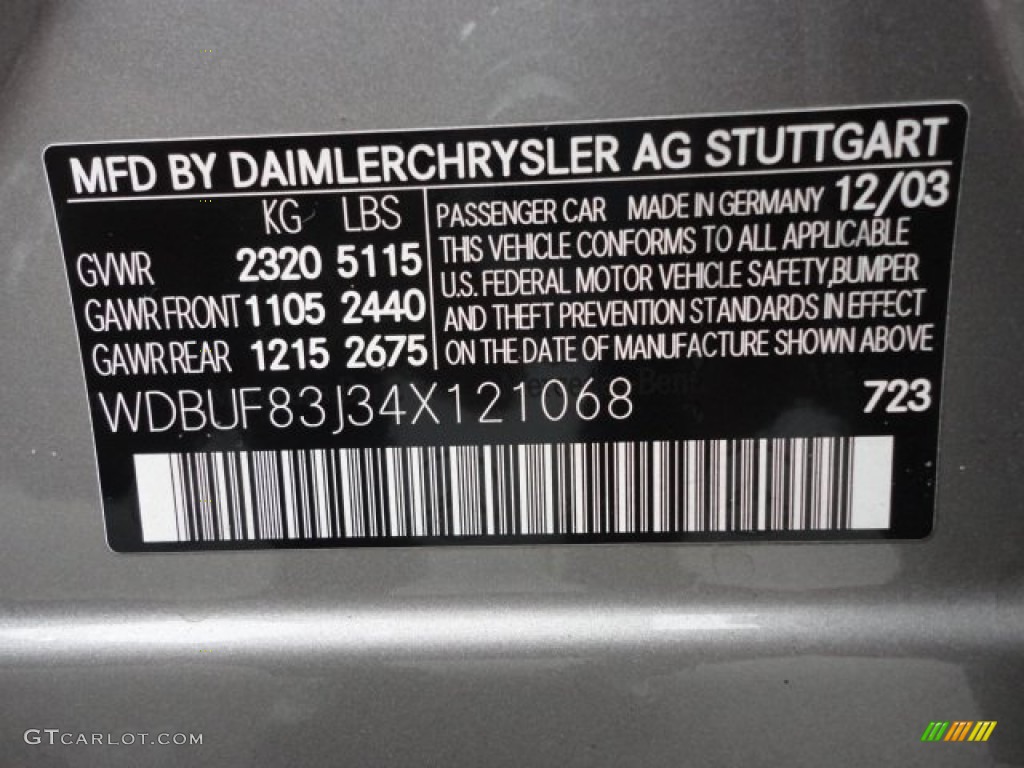 MFD BY DAIMLERCHRYSLER AG STUTTGART
KG LBS
GVWR 2320 5115
GAWR FRONT 1105 2440
GAWR REAR 1215 2675
PASSENGER CAR MADE IN GERMANY 12/03
THIS VEHICLE CONFORMS TO ALL APPLICABLE
U.S. FEDERAL MOTOR VEHICLE SAFETY,BUMPER
AND THEFT PREVENTION STANDARDS IN EFFECT
ON THE DATE OF MANUFACTURE SHOWN ABOVE
WDBUF83J34X121068 723
GTCARLOT.COM